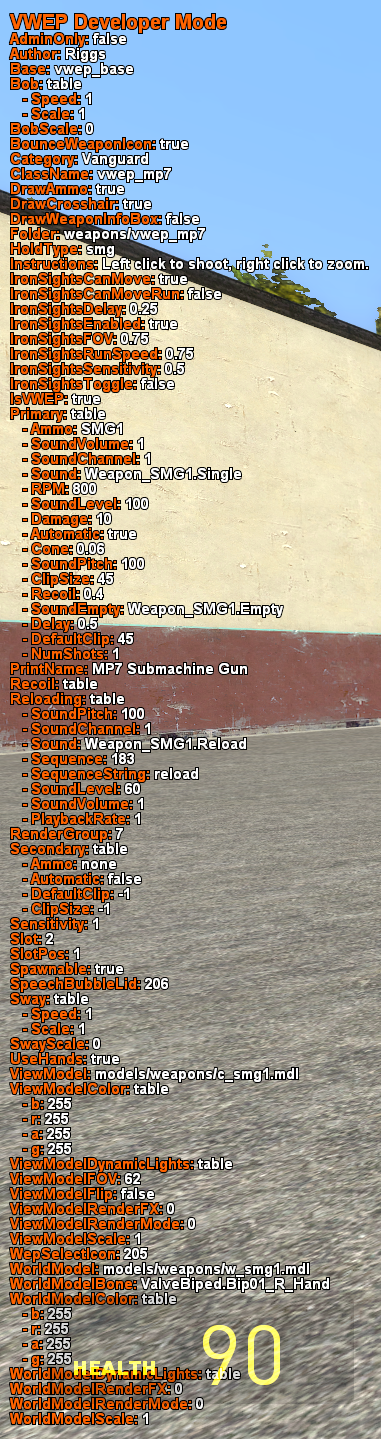 VWEP Developer Mode
AdminOnly: false
Author: Riggs
Base: vwep_base
Bob: table
- Speed: 1
- Scale: 1
BobScale: 0
BounceWeaponIcon: true
Category: Vanguard
ClassName: vwep_mp7
DrawAmmo: true
DrawCrosshair: true
DrawWeaponInfoBox: false
Folder: weapons/vwep_mp7
HoldType: smg
Instructions: Left click to shoot, right click to zoom.
IronSightsCanMove: true
IronSightsCanMoveRun: false
IronSightsDelay: 0.25
IronSightsEnabled: true
IronSightsFOV: 0.75
IronSightsRunSpeed: 0.75
IronSightsSensitivity: 0.5
IronSightsToggle: false
IsVWEP: true
Primary: table
- Ammo: SMG1
- SoundVolume: 1
- SoundChannel: 1
- Sound: Weapon_SMG1.Single
- RPM: 800
- SoundLevel: 100
- Damage: 10
- Automatic: true
- Cone: 0.06
- SoundPitch: 100
- ClipSize: 45
- Recoil: 0.4
- SoundEmpty: Weapon_SMG1.Empty
- Delay: 0.5
- DefaultClip: 45
- NumShots: 1
PrintName: MP7 Submachine Gun
Recoil: table
Reloading: table
- SoundPitch: 100
- SoundChannel: 1
- Sound: Weapon_SMG1.Reload
- Sequence: 183
- SequenceString: reload
- SoundLevel: 60
- SoundVolume: 1
- PlaybackRate: 1
RenderGroup: 7
Secondary: table
- Ammo: none
- Automatic: false
- DefaultClip: -1
- ClipSize: -1
Sensitivity: 1
Slot: 2
SlotPos: 1
Spawnable: true
SpeechBubbleLid: 206
Sway: table
- Speed: 1
- Scale: 1
SwayScale: 0
UseHands: true
ViewModel: models/weapons/c_smg1.mdl
ViewModelColor: table
- b: 255
- r: 255
- a: 255
- g: 255
ViewModelDynamicLights: table
ViewModelFOV: 62
ViewModelFlip: false
ViewModelRenderFX: 0
ViewModelRenderMode: 0
ViewModelScale: 1
WepSelectIcon: 205
WorldModel: models/weapons/w_smg1.mdl
WorldModelBone: ValveBiped.Bip01_R_Hand
WorldModelColor: table
- b: 255
- r: 255
- a: 255
- g: 255
HEALTH 90
WorldModelDynamicLights: table
WorldModelRenderFX: 0
WorldModelRenderMode: 0
WorldModelScale: 1